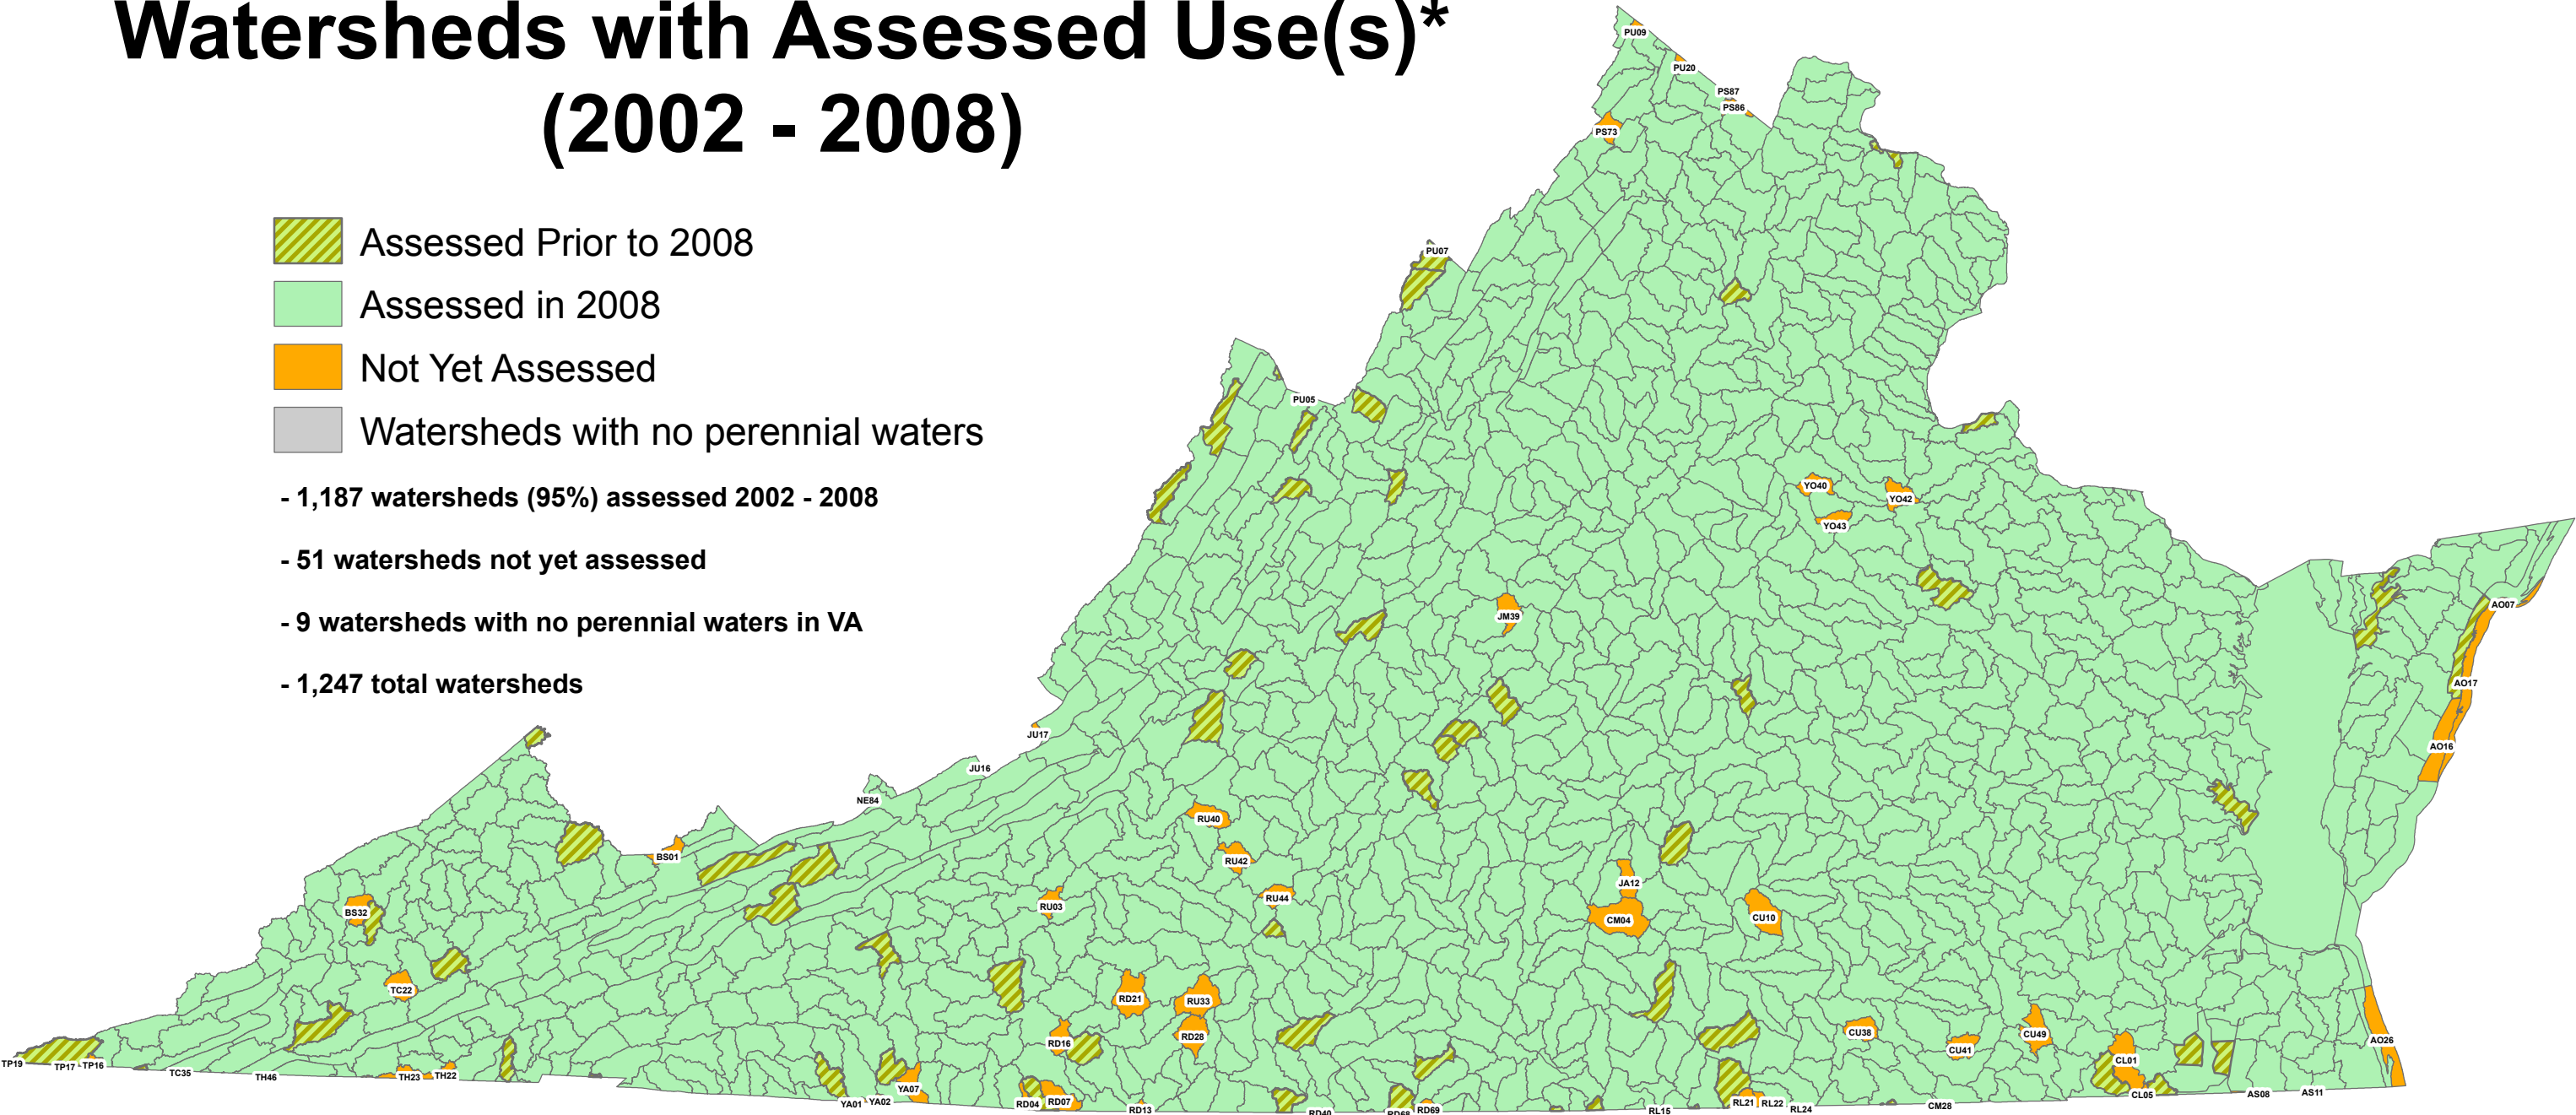 Watersheds with Assessed Use(s)*
(2002 - 2008)
Assessed Prior to 2008
Assessed in 2008
Not Yet Assessed
Watersheds with no perennial waters
- 1,187 watersheds (95%) assessed 2002 - 2008
- 51 watersheds not yet assessed
- 9 watersheds with no perennial waters in VA
- 1,247 total watersheds
PU09
PU20
PS87
PS86
PS73
PU07
PU05
YO40
YO42
YO43
JM39
AO07
AO17
AO16
JU17
JU16
NE84
RU40
BS01
RU42
JA12
RU44
RU03
BS32
CM04
CU10
TC22
RD21
RU33
CU38
CU49
RD28
RD16
AO26
CU41
CL01
TP19
TP17
TP16
TC35
TH46
TH23
TH22
YA07
YA01
YA02
RD04
RD07
RD13
RD40
RD68
RD69
RL15
RL21
RL22
RL24
CM28
CL05
AS08
AS11